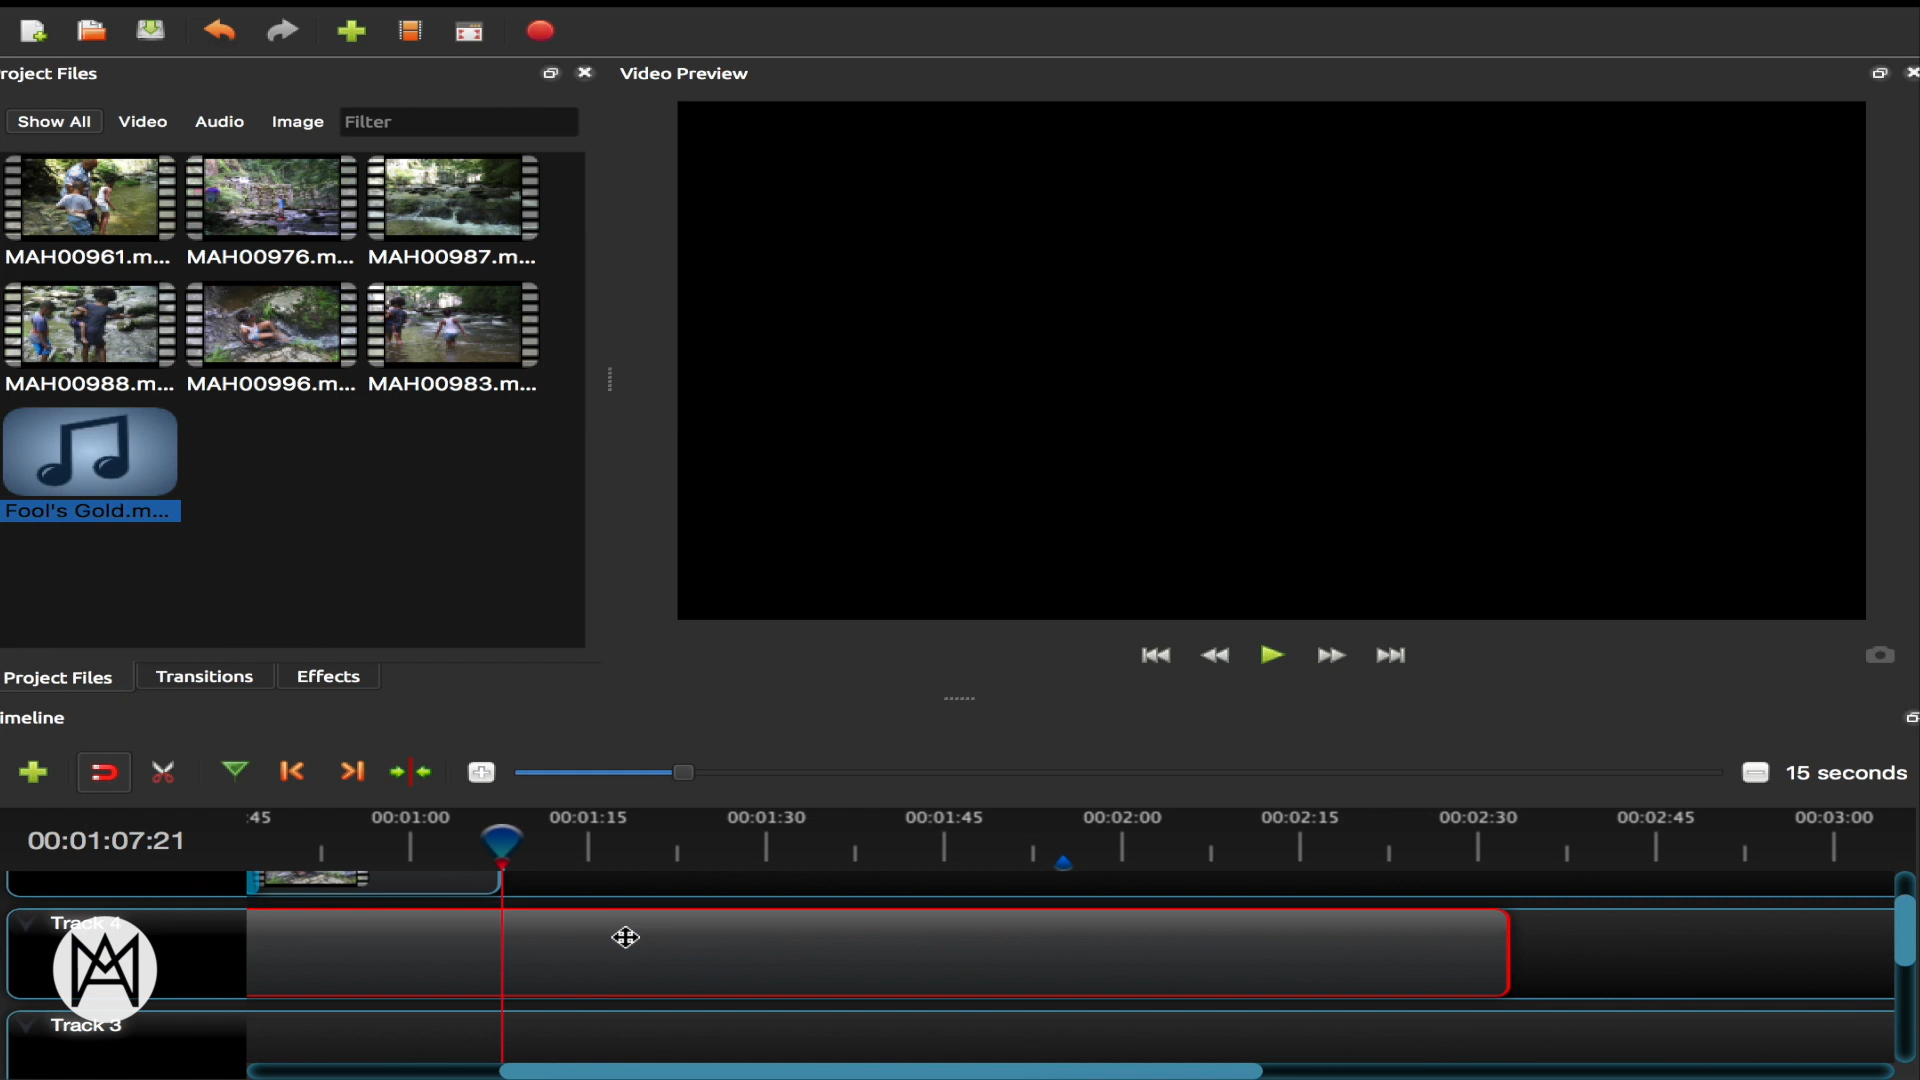 roject Files
Video Preview
Show All
Video
Audio
Image
Filter
MAH00961.m...
MAH00976.m...
MAH00987.m...
MAH00988.m...
MAH00996.m...
MAH00983.m...
Fool's Gold.m...
Project Files
Transitions
Effects
imeline
15 seconds
00:01:07:21
:45
00:01:00
00:01:15
00:01:30
00:01:45
00:02:00
00:02:15
00:02:30
00:02:45
00:03:00
Track 4
Track 3